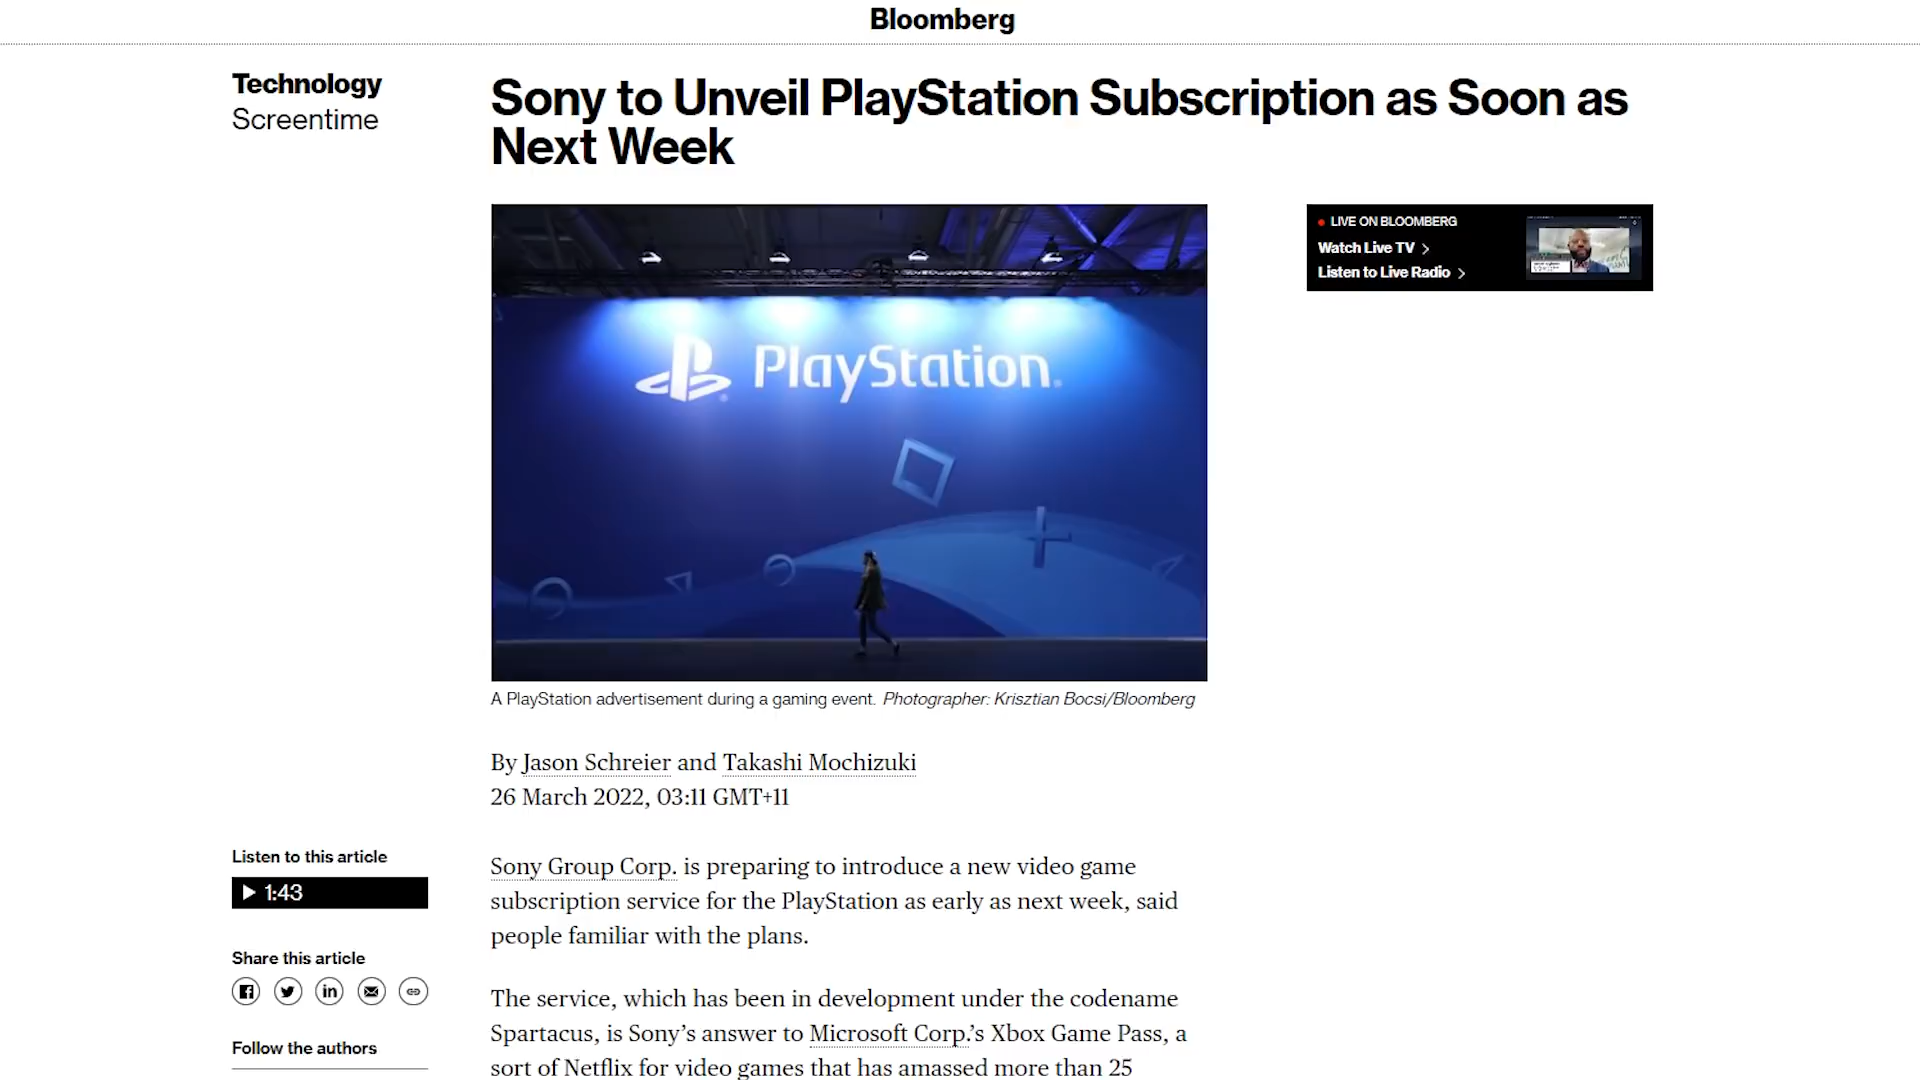 Bloomberg
Technology
Screentime
Sony to Unveil PlayStation Subscription as Soon as
Next Week
PlayStation
LIVE ON BLOOMBERG
Watch Live TV
Listen to Live Radio
A PlayStation advertisement during a gaming event. Photographer: Krisztian Bocsi/Bloomberg
By Jason Schreier and Takashi Mochizuki
26 March 2022, 03:11 GMT+11
Listen to this article
1:43
Share this article
Follow the authors
Sony Group Corp. is preparing to introduce a new video game
subscription service for the PlayStation as early as next week, said
people familiar with the plans.
The service, which has been in development under the codename
Spartacus, is Sony’s answer to Microsoft Corp.’s Xbox Game Pass, a
sort of Netflix for video games that has amassed more than 25